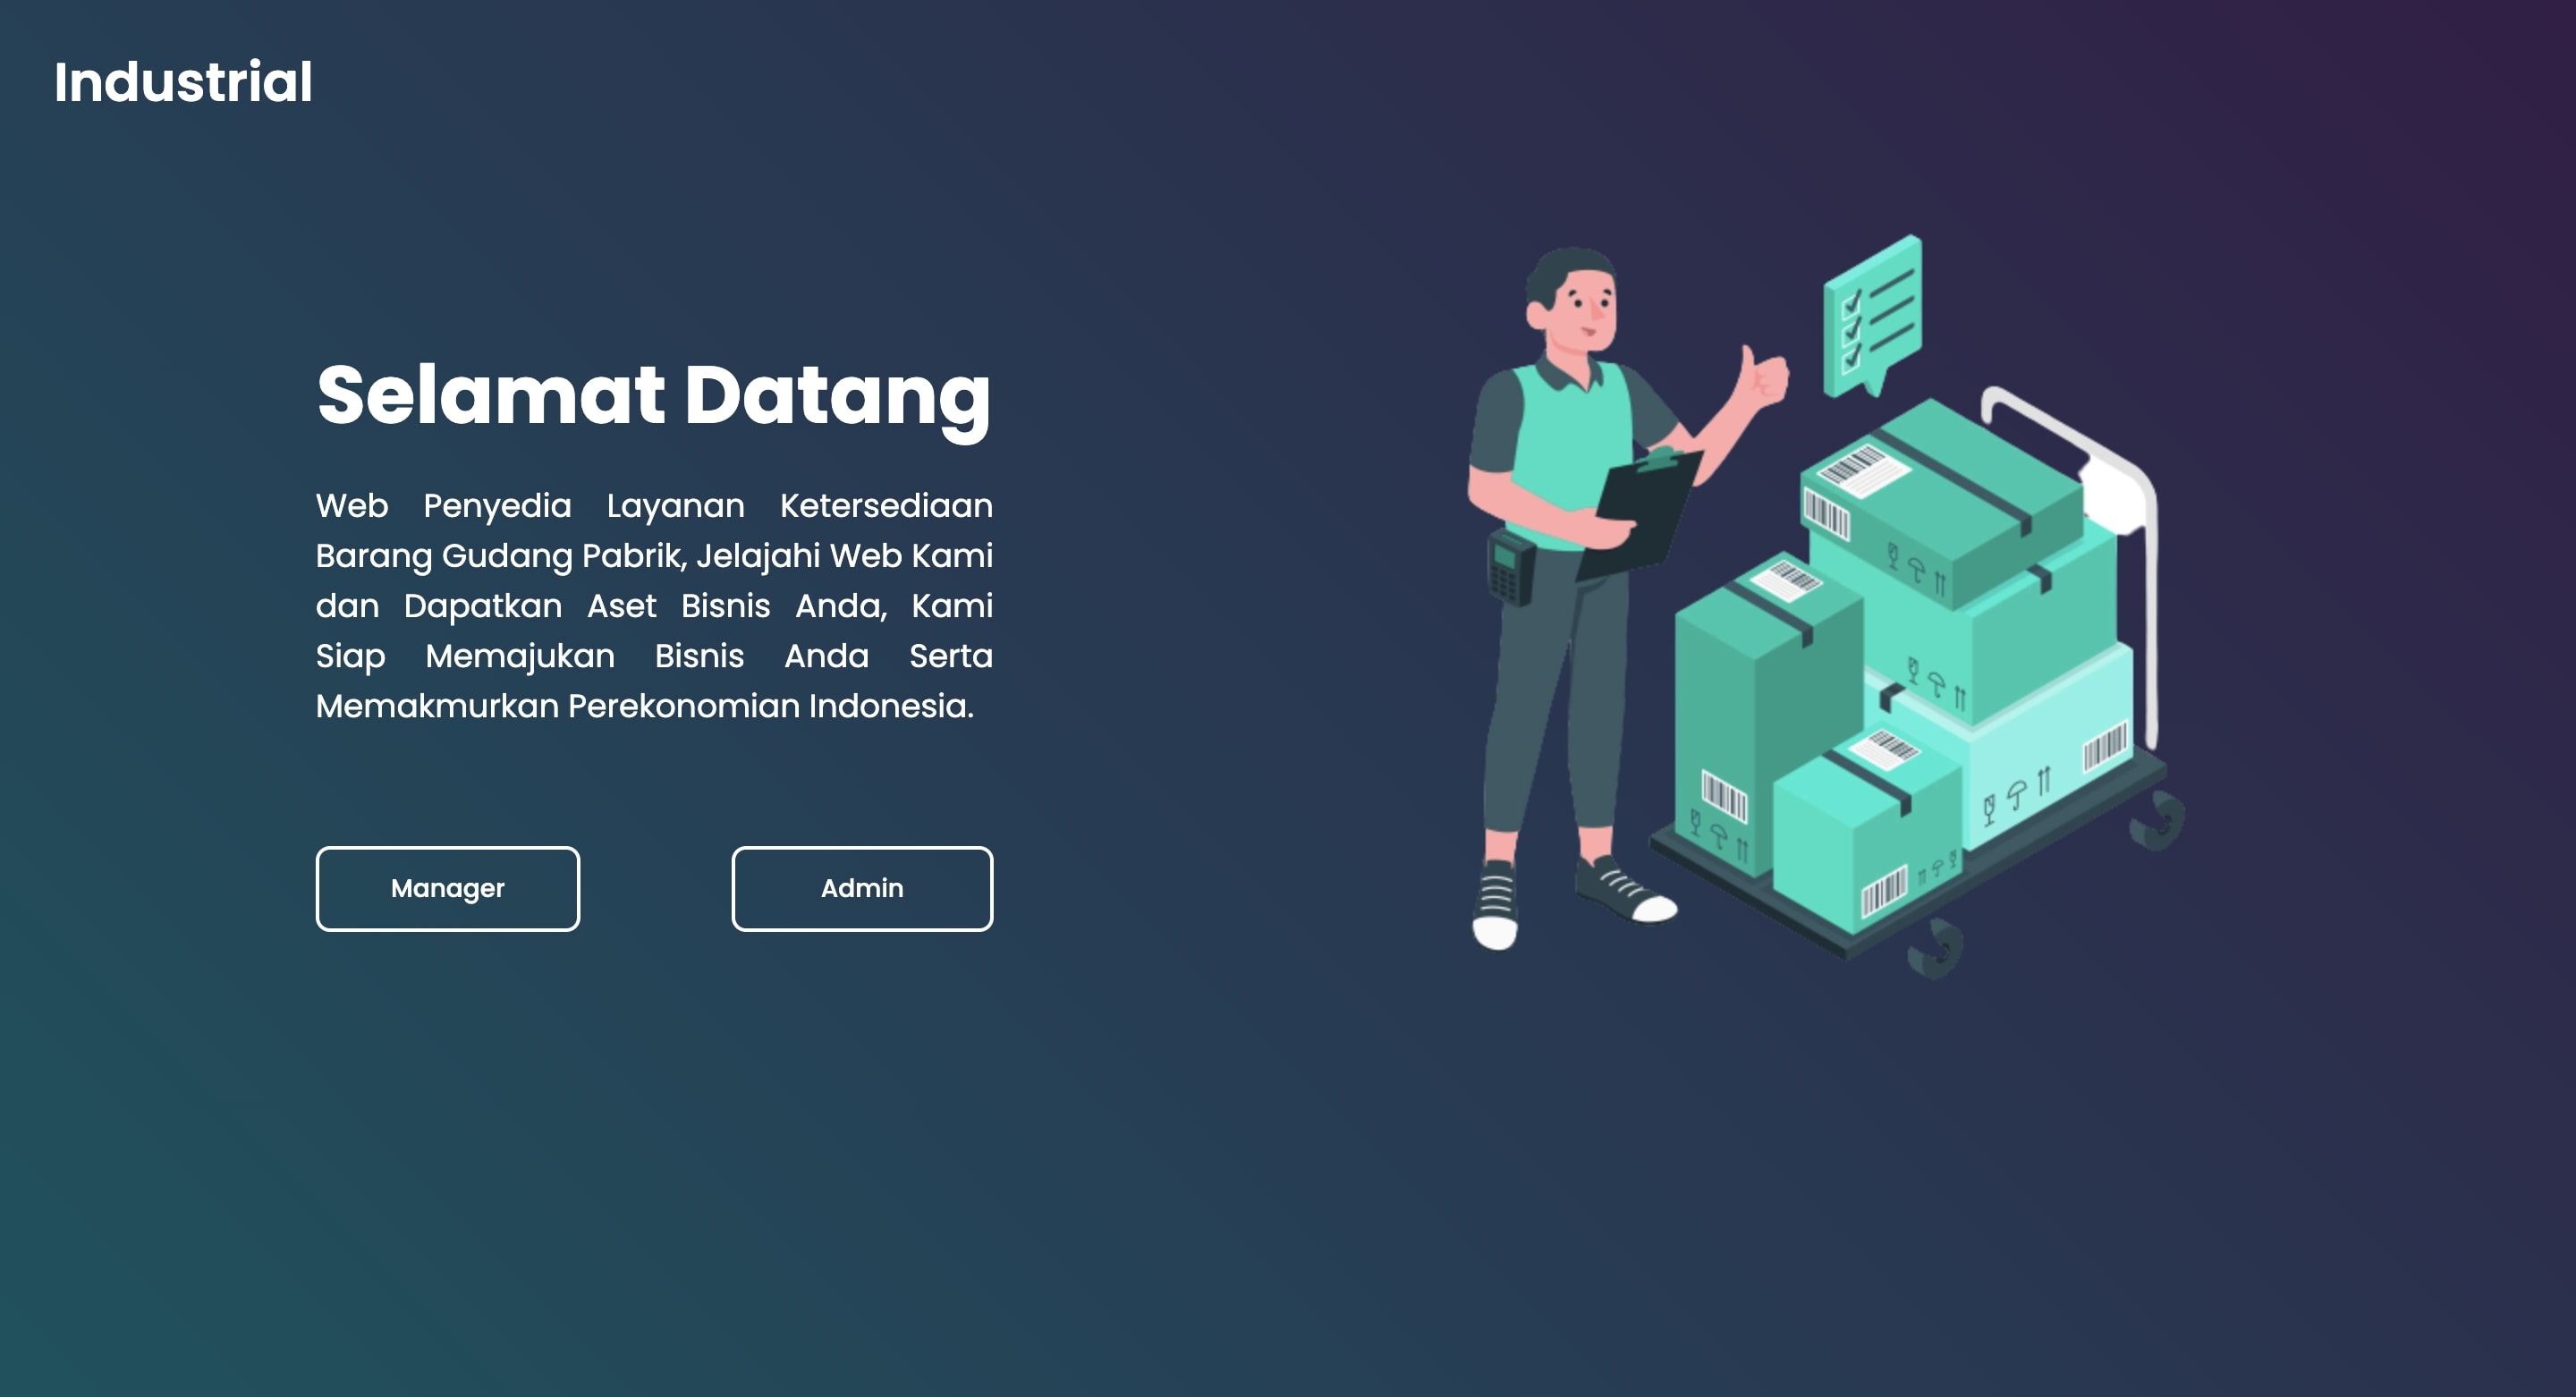 Industrial
Selamat Datang
Web Penyedia Layanan Ketersediaan
Barang Gudang Pabrik, Jelajahi Web Kami
dan Dapatkan Aset Bisnis Anda, Kami
Siap Memajukan Bisnis Anda Serta
Memakmurkan Perekonomian Indonesia.
Manager
Admin